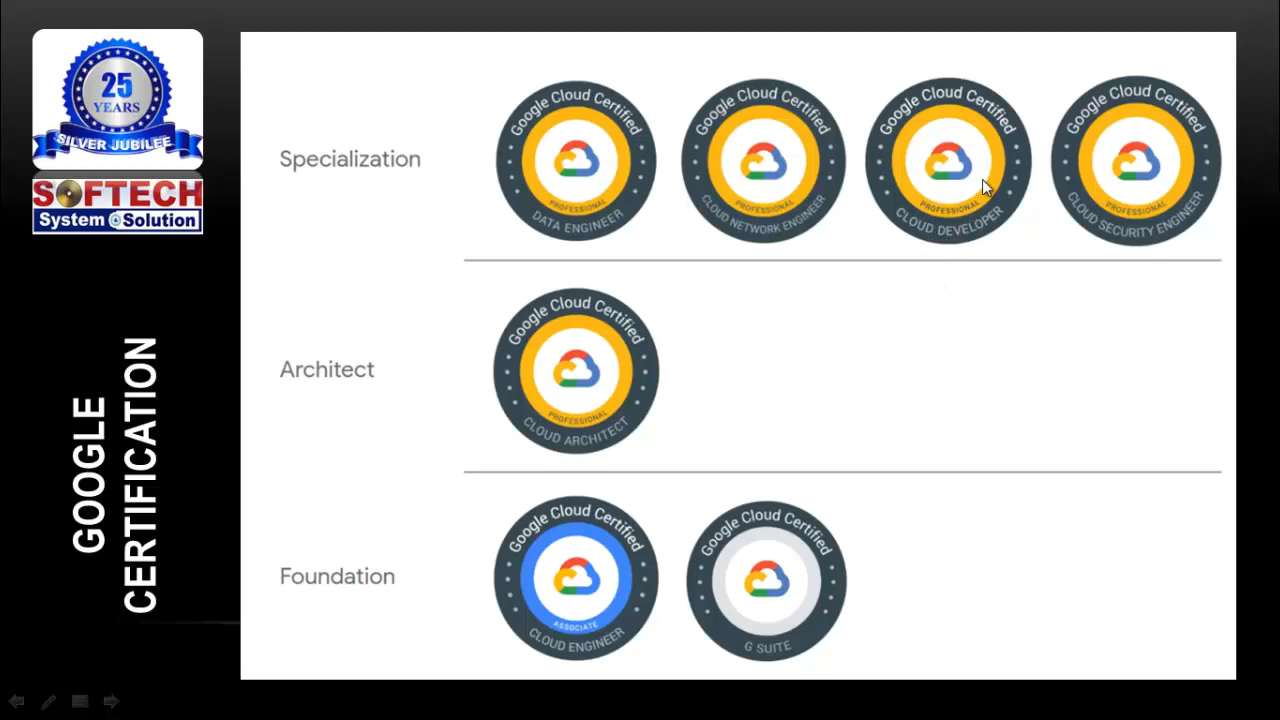 25
YEARS
SILVER JUBILEE
SOFTECH
System @ Solution
GOOGLE
CERTIFICATION
Specialization
Google Cloud Certified
PROFESSIONAL
DATA ENGINEER
Google Cloud Certified
PROFESSIONAL
CLOUD NETWORK ENGINEER
Google Cloud Certified
PROFESSIONAL
CLOUD DEVELOPER
Google Cloud Certified
PROFESSIONAL
CLOUD SECURITY ENGINEER
Architect
Google Cloud Certified
PROFESSIONAL
CLOUD ARCHITECT
Foundation
Google Cloud Certified
ASSOCIATE
CLOUD ENGINEER
Google Cloud Certified
G SUITE